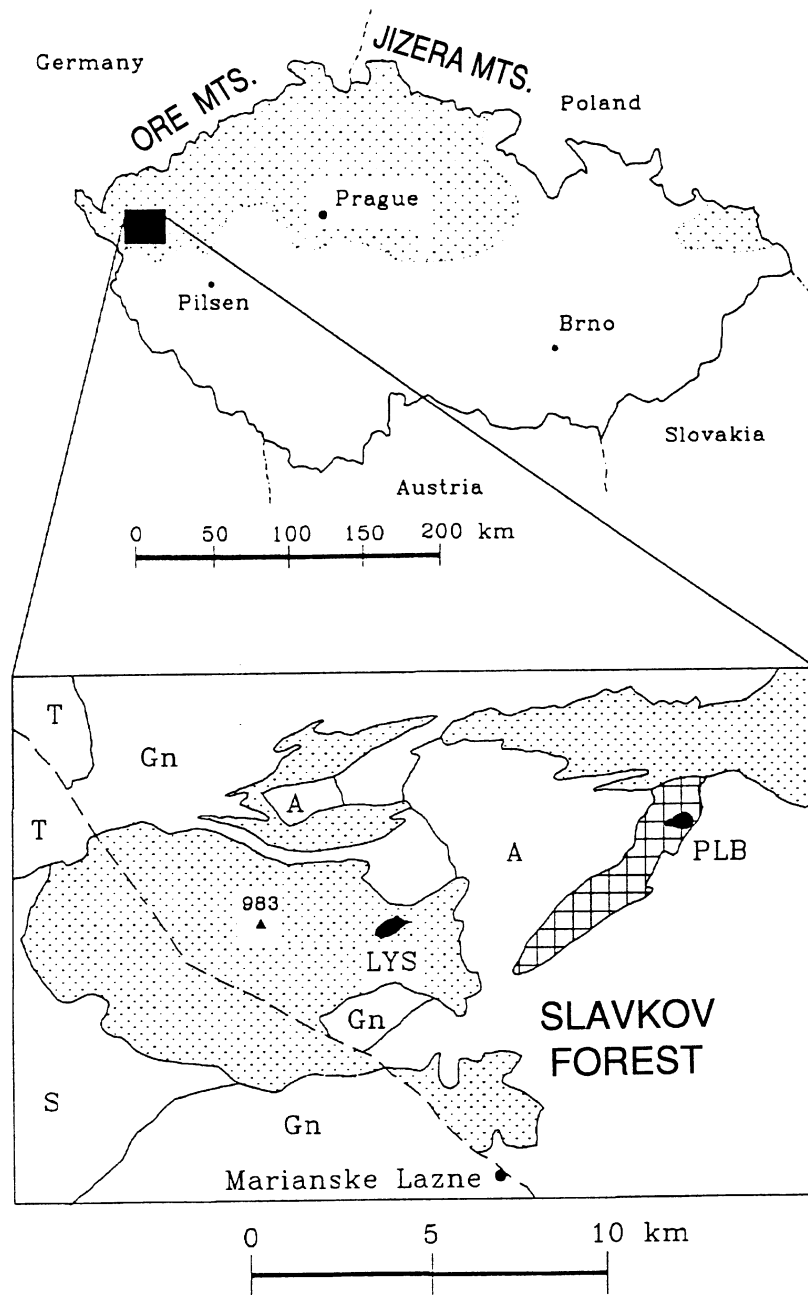 Germany
ORE MTS.
JIZERA MTS.
Poland
Prague
Pilsen
Brno
Slovakia
Austria
0 50 100 150 200 km
T
Gn
A
T
A
PLB
983
LYS
Gn
SLAVKOV
FOREST
S
Gn
Marianske Lazne
0 5 10 km